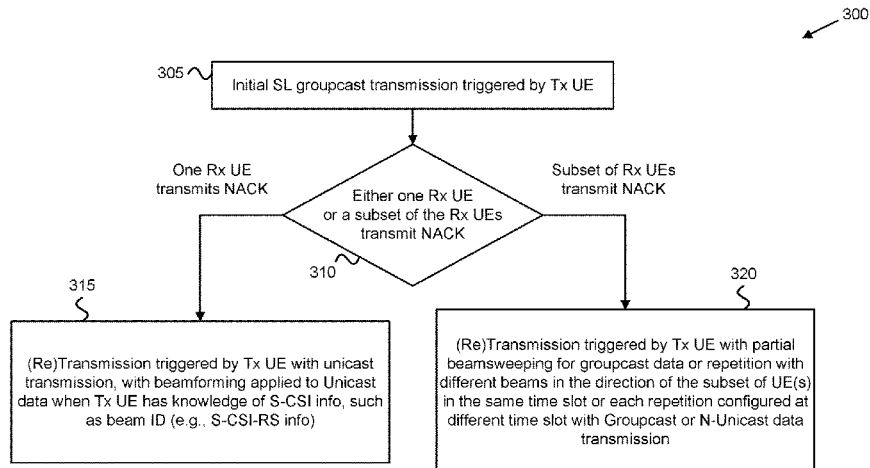 300
305
Initial SL groupcast transmission triggered by Tx UE
One Rx UE
transmits NACK
Subset of Rx UEs
transmit NACK
Either one Rx UE
or a subset of the Rx UEs
transmit NACK
310
315
320
(Re)Transmission triggered by Tx UE with unicast
transmission, with beamforming applied to Unicast
data when Tx UE has knowledge of S-CSI info, such
as beam ID (e.g., S-CSI-RS info)
(Re)Transmission triggered by Tx UE with partial
beamsweeping for groupcast data or repetition with
different beams in the direction of the subset of UE(s)
in the same time slot or each repetition configured at
different time slot with Groupcast or N-Unicast data
transmission